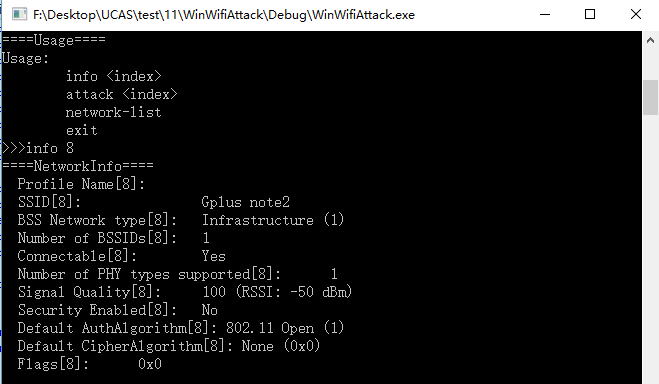 F:\Desktop\UCAS\test\11\WinWifiAttack\Debug\WinWifiAttack.exe
====Usage====
Usage:
info <index>
attack <index>
network-list
exit
>>>info 8
====NetworkInfo====
Profile Name[8]:
SSID[8]: Gplus note2
BSS Network type[8]: Infrastructure (1)
Number of BSSIDs[8]: 1
Connectable[8]: Yes
Number of PHY types supported[8]: 1
Signal Quality[8]: 100 (RSSI: -50 dBm)
Security Enabled[8]: No
Default AuthAlgorithm[8]: 802.11 Open (1)
Default CipherAlgorithm[8]: None (0x0)
Flags[8]: 0x0